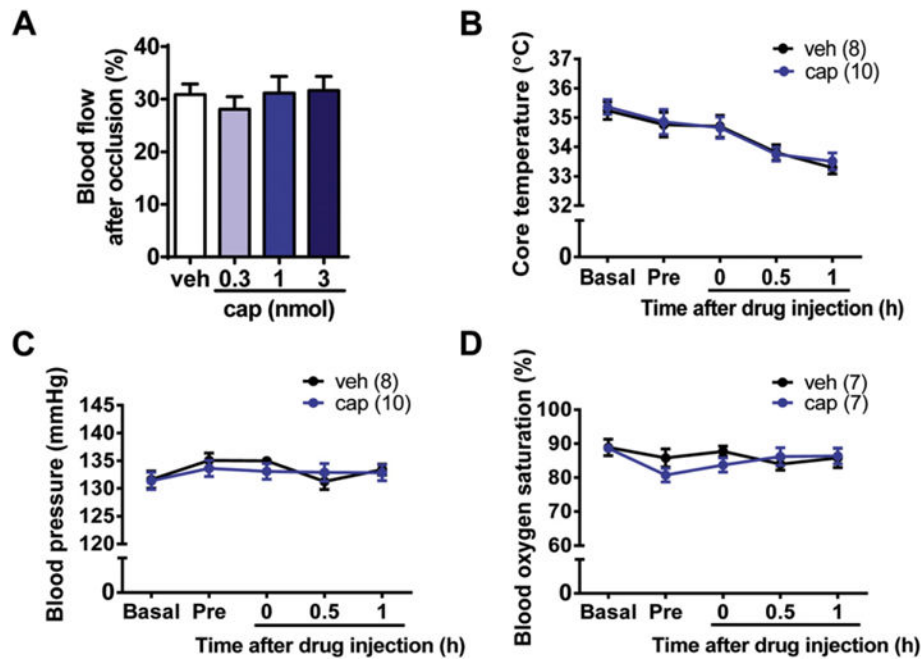 A
Blood flow
after occlusion (%)
40
30
20
10
0
veh 0.3 1 3
cap (nmol)
B
veh (8)
cap (10)
Core temperature (°C)
37
36
35
34
33
32
0
Basal Pre 0 0.5 1
Time after drug injection (h)
C
veh (8)
cap (10)
Blood pressure (mmHg)
145
140
135
130
125
120
0
Basal Pre 0 0.5 1
Time after drug injection (h)
D
veh (7)
cap (7)
Blood oxygen saturation (%)
100
90
80
70
60
0
Basal Pre 0 0.5 1
Time after drug injection (h)